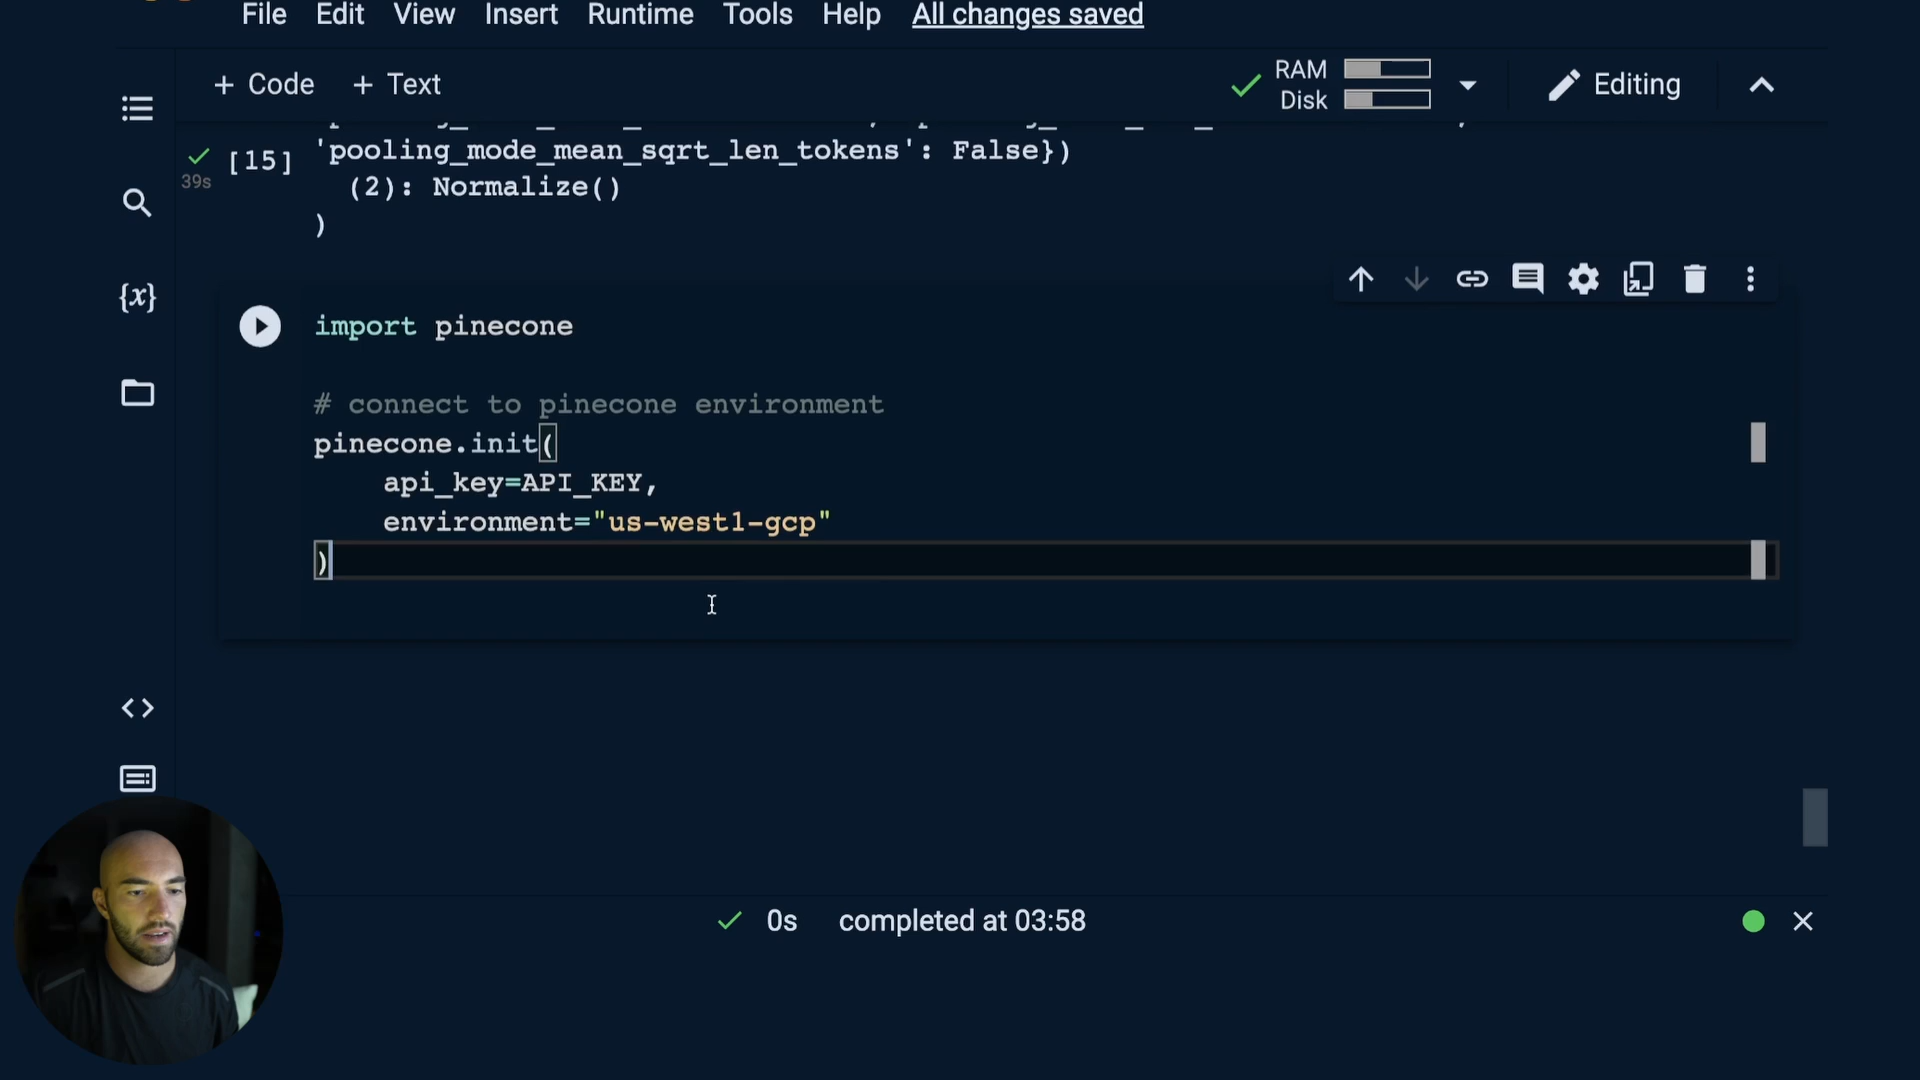 File Edit View Insert Runtime Tools Help All changes saved
+ Code + Text
RAM
Disk
Editing
[15]
39s
'pooling_mode_mean_sqrt_len_tokens': False})
(2): Normalize()
)
{x}
import pinecone
# connect to pinecone environment
pinecone.init(
api_key=API_KEY,
environment="us-west1-gcp"
)
0s completed at 03:58